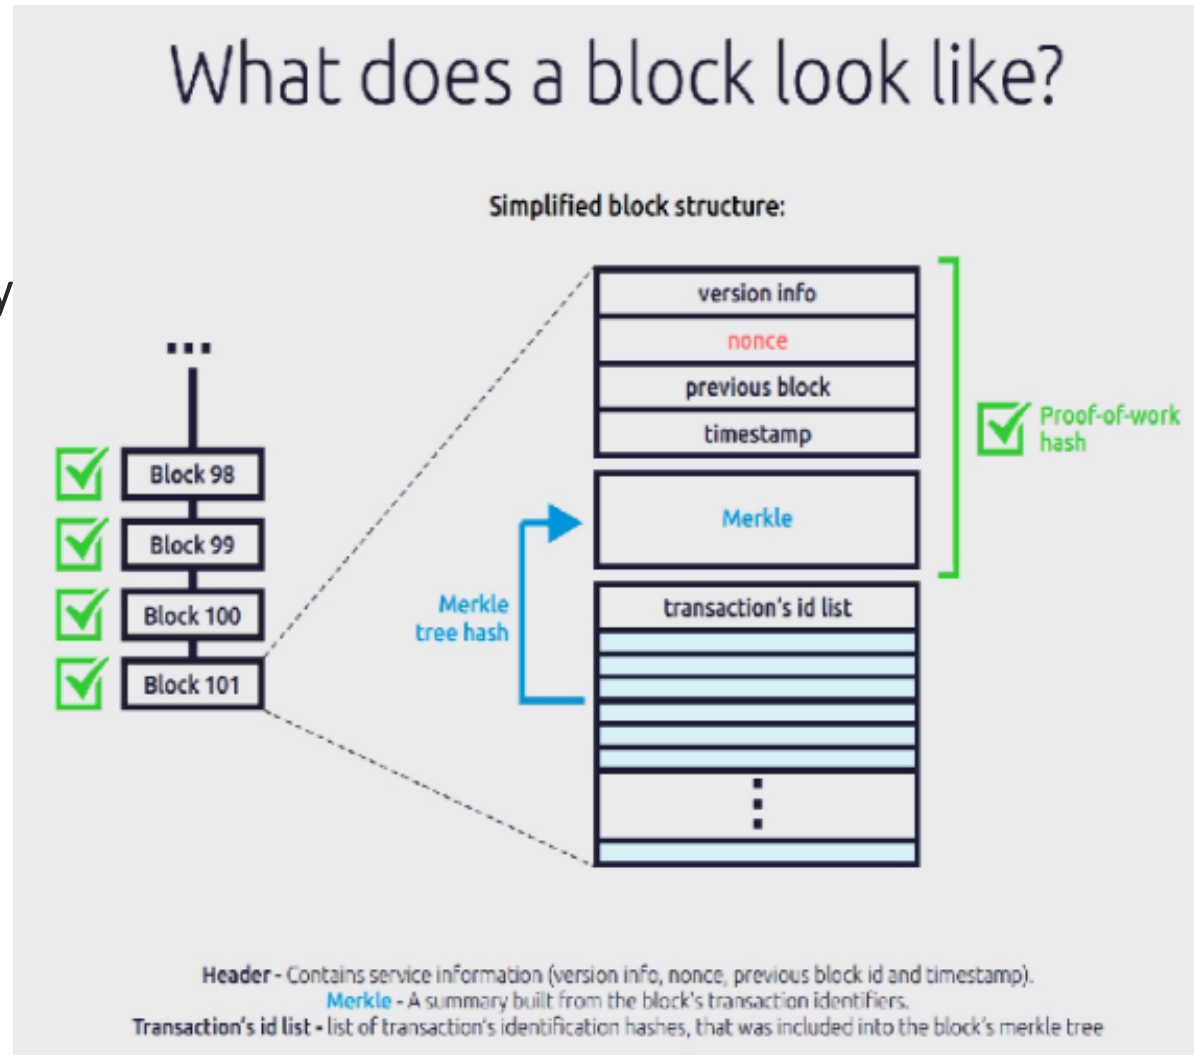 What does a block look like?
Simplified block structure:
y
...
Block 98
Block 99
Block 100
Block 101
version info
nonce
previous block
timestamp
Merkle
Proof-of-work
hash
Merkle
tree hash
transaction's id list
Header - Contains service information (version info, nonce, previous block id and timestamp).
Merkle - A summary built from the block's transaction identifiers.
Transaction's id list - list of transaction's identification hashes, that was included into the block's merkle tree